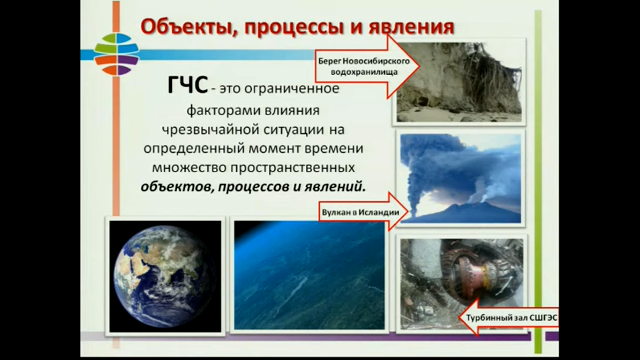 Объекты, процессы и явления
Берег Новосибирского
водохранилища
ГЧС - это ограниченное
факторами влияния
чрезвычайной ситуации на
определенный момент времени
множество пространственных
объектов, процессов и явлений.
Вулкан в Исландии
Турбинный зал СШГЭС